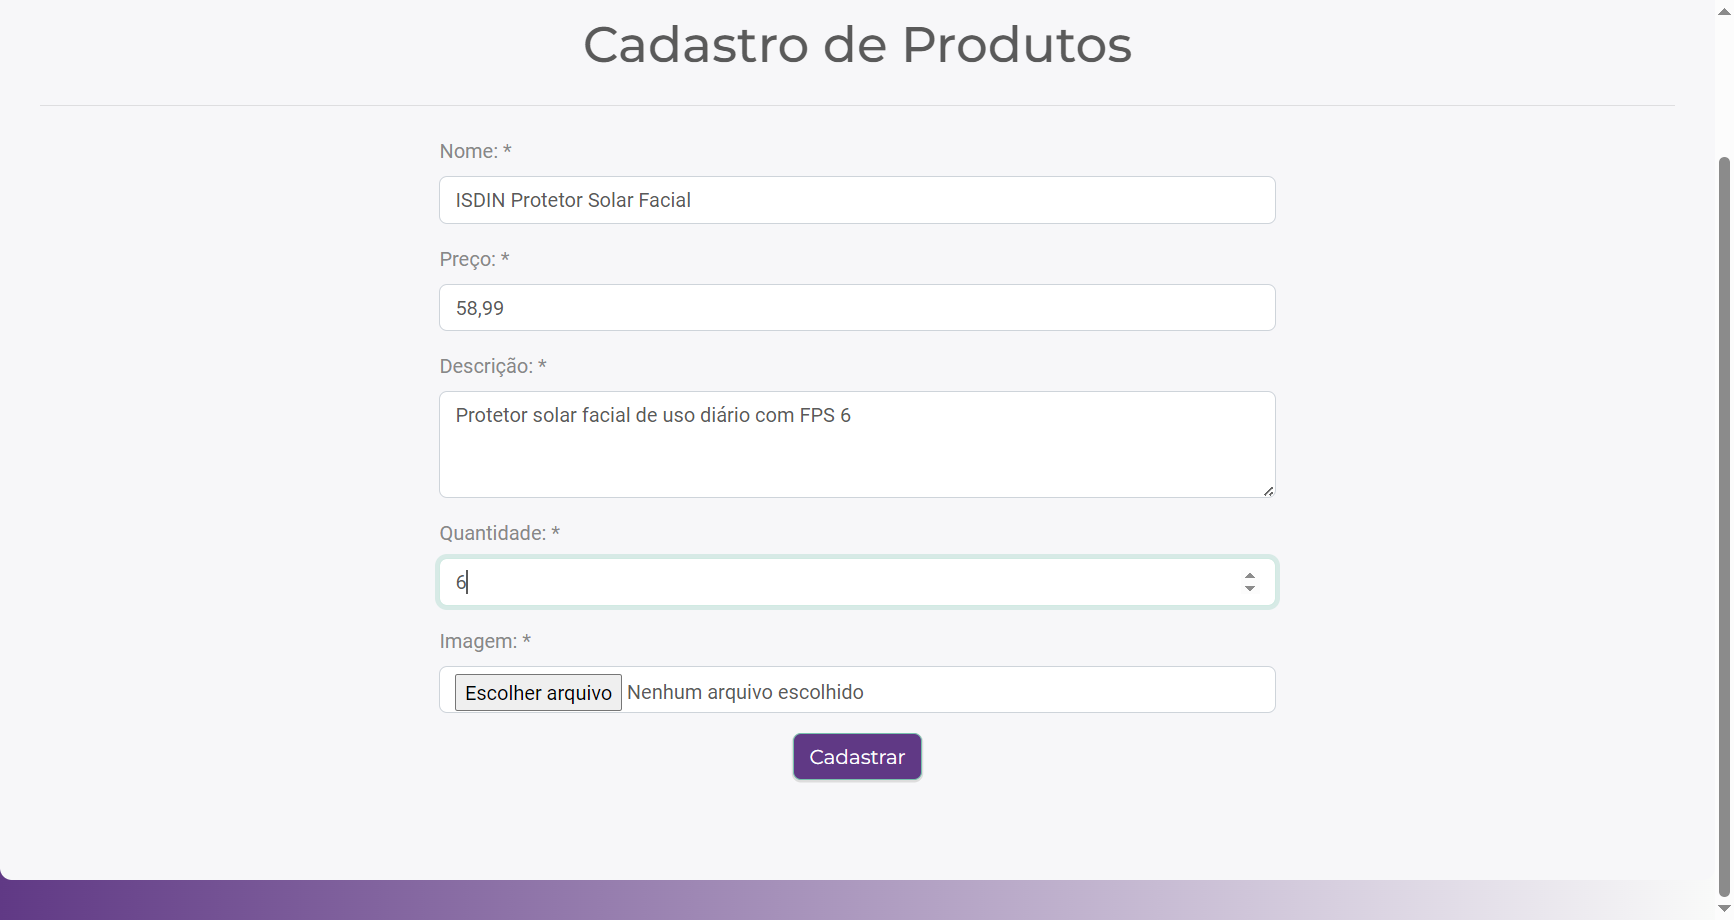 Cadastro de Produtos
Nome: *
ISDIN Protetor Solar Facial
Preço: *
58,99
Descrição: *
Protetor solar facial de uso diário com FPS 6
Quantidade: *
6
Imagem: *
Escolher arquivo Nenhum arquivo escolhido
Cadastrar